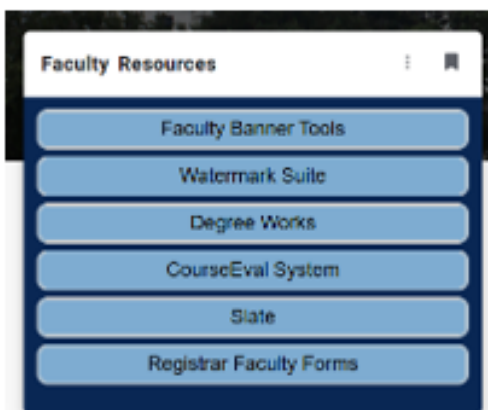 Faculty Resources
Faculty Banner Tools
Watermark Suite
Degree Works
CourseEval System
Slate
Registrar Faculty Forms